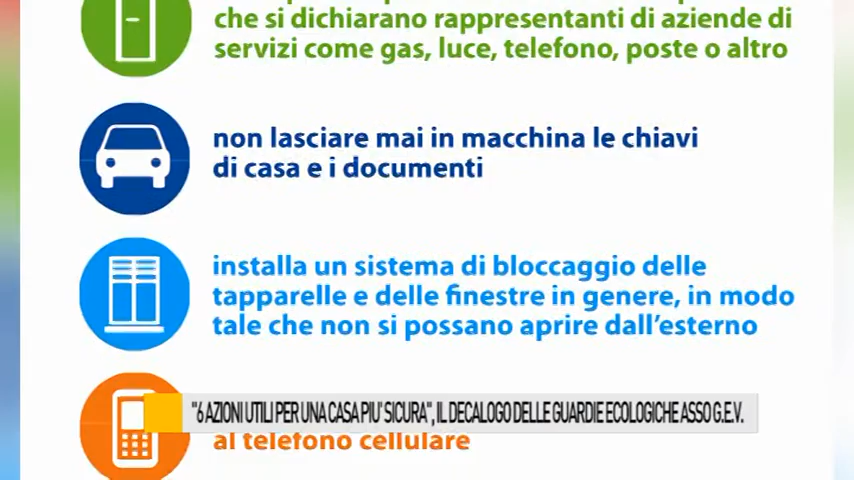 che si dichiarano rappresentanti di aziende di
servizi come gas, luce, telefono, poste o altro
non lasciare mai in macchina le chiavi
di casa e i documenti
installa un sistema di bloccaggio delle
tapparelle e delle finestre in genere, in modo
tale che non si possano aprire dall'esterno
"6 AZIONI UTILI PER UNA CASA PIU' SICURA", IL DECALOGO DELLE GUARDIE ECOLOGICHE ASSO G.E.V.
al telefono cellulare